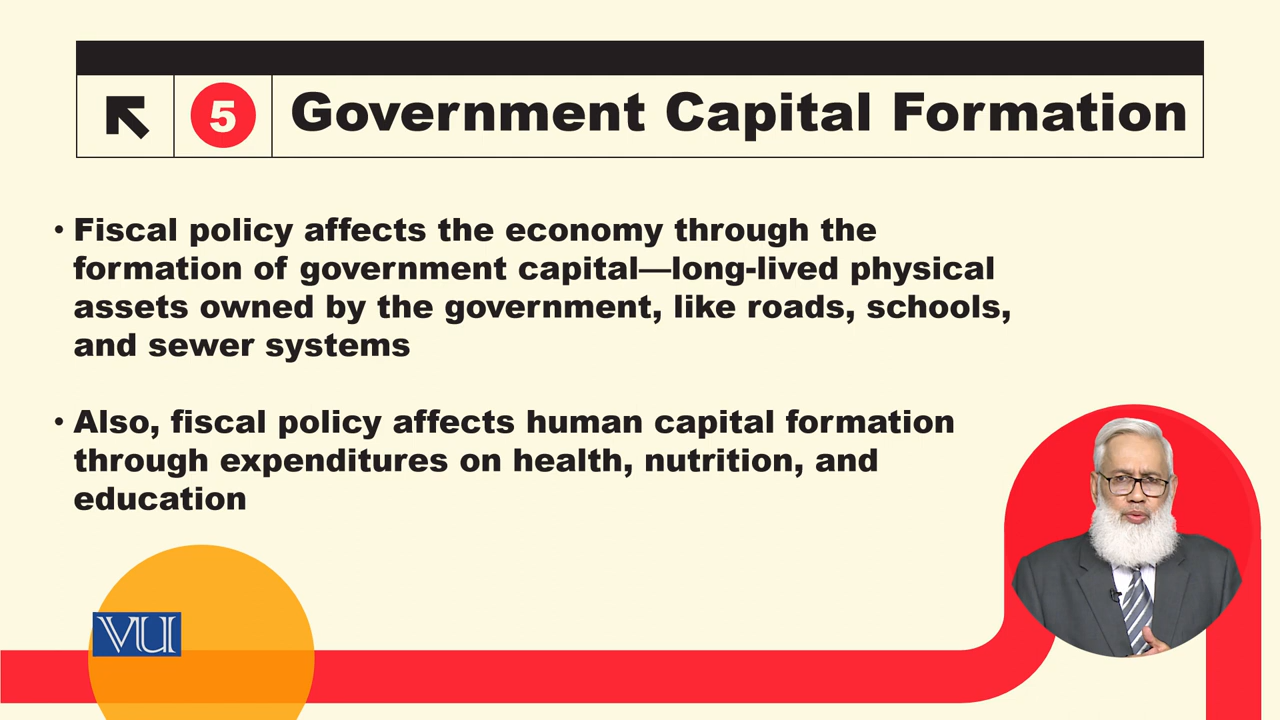 5 Government Capital Formation
• Fiscal policy affects the economy through the
formation of government capital—long-lived physical
assets owned by the government, like roads, schools,
and sewer systems
• Also, fiscal policy affects human capital formation
through expenditures on health, nutrition, and
education
VU